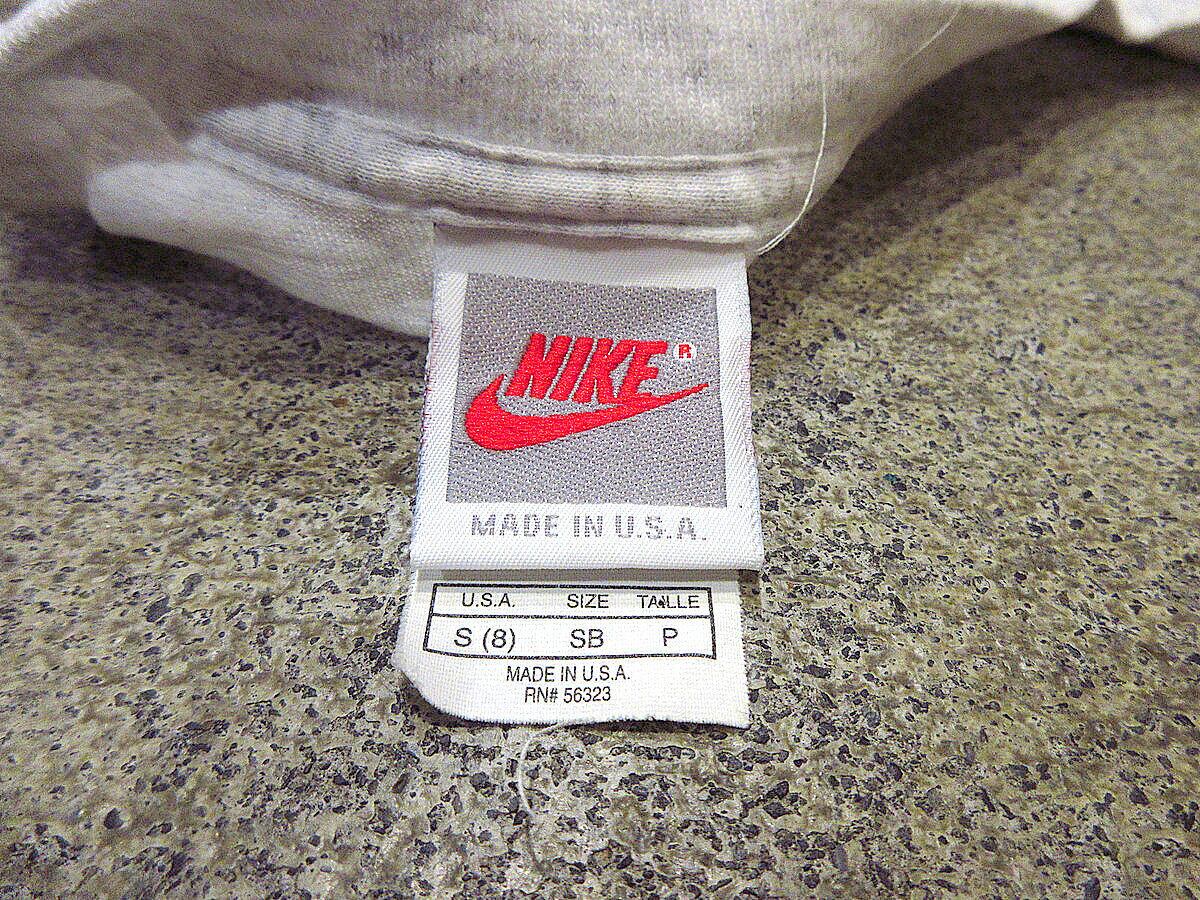 NIKE®
MADE IN U.S.A.
U.S.A. SIZE TAILLE
S (8) SB P
MADE IN U.S.A.
RN# 56323